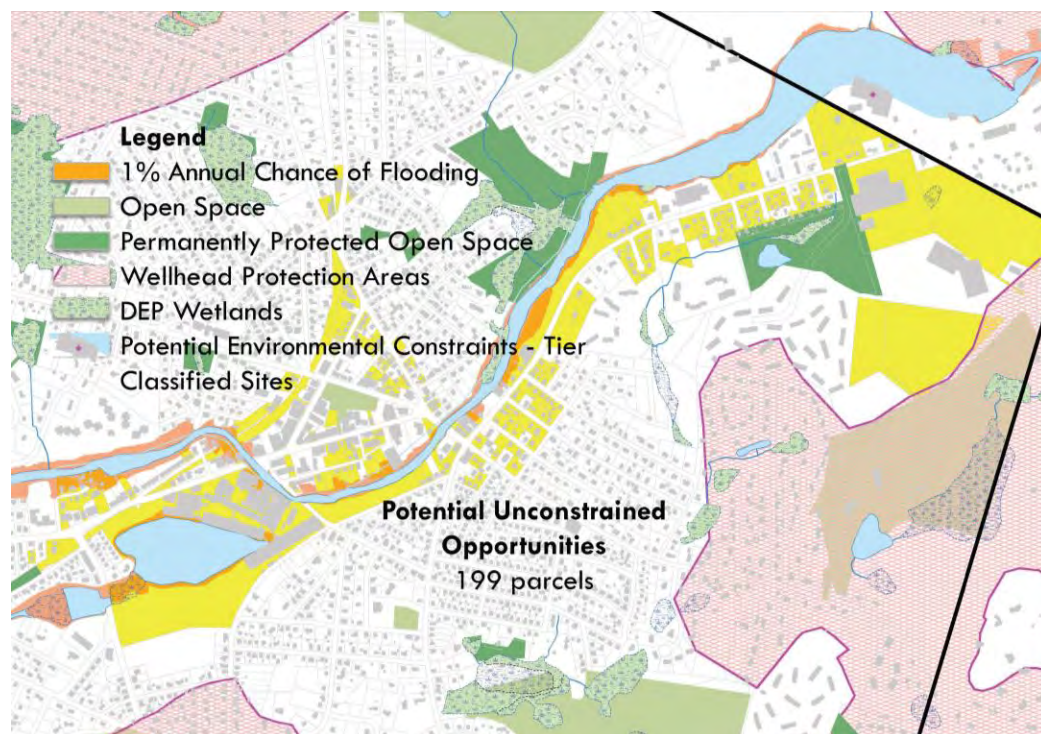 Legend
1% Annual Chance of Flooding
Open Space
Permanently Protected Open Space
Wellhead Protection Areas
DEP Wetlands
Potential Environmental Constraints - Tier
Classified Sites
Potential Unconstrained
Opportunities
199 parcels